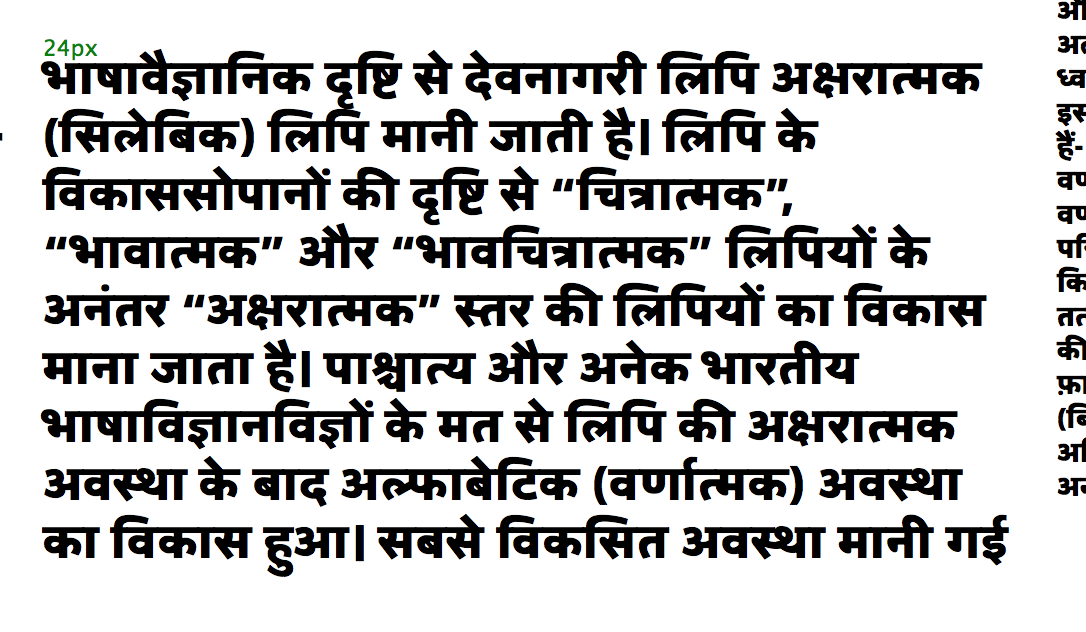 24px
भाषावैज्ञानिक दृष्टि से देवनागरी लिपि अक्षरात्मक
(सिलेबिक) लिपि मानी जाती है। लिपि के
विकाससोपानों की दृष्टि से “चित्रात्मक”,
“भावात्मक” और “भावचित्रात्मक” लिपियों के
अनंतर “अक्षरात्मक” स्तर की लिपियों का विकास
माना जाता है। पाश्चात्य और अनेक भारतीय
भाषाविज्ञानविज्ञों के मत से लिपि की अक्षरात्मक
अवस्था के बाद अल्फाबेटिक (वर्णात्मक) अवस्था
का विकास हुआ। सबसे विकसित अवस्था मानी गई
हैं-
की